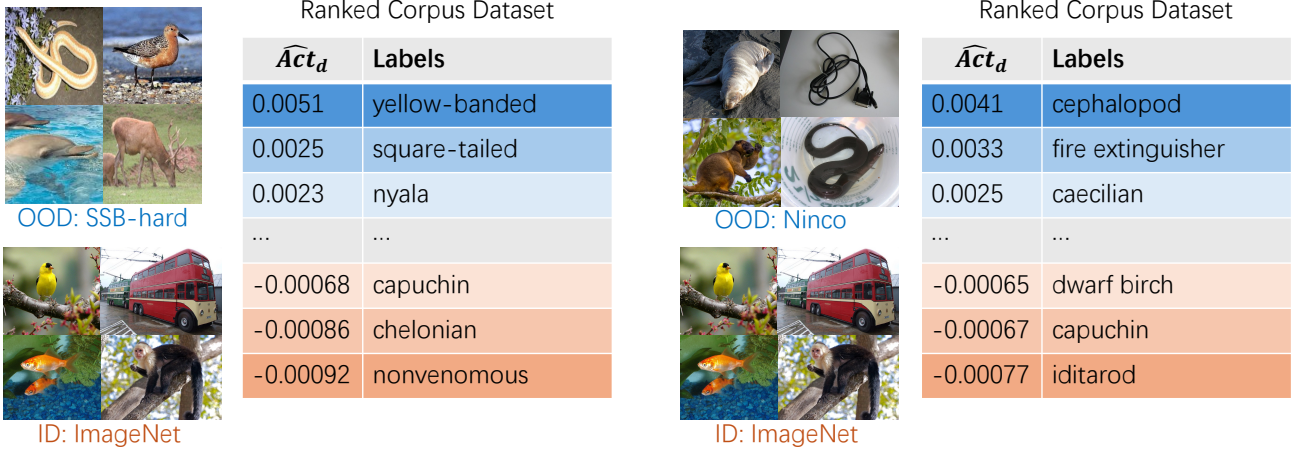 Ranked Corpus Dataset
Âct_d Labels
0.0051 yellow-banded
0.0025 square-tailed
0.0023 nyala
... ...
-0.00068 capuchin
-0.00086 chelonian
-0.00092 nonvenomous
OOD: SSB-hard
ID: ImageNet
Ranked Corpus Dataset
Âct_d Labels
0.0041 cephalopod
0.0033 fire extinguisher
0.0025 caecilian
... ...
-0.00065 dwarf birch
-0.00067 capuchin
-0.00077 iditarod
OOD: Ninco
ID: ImageNet